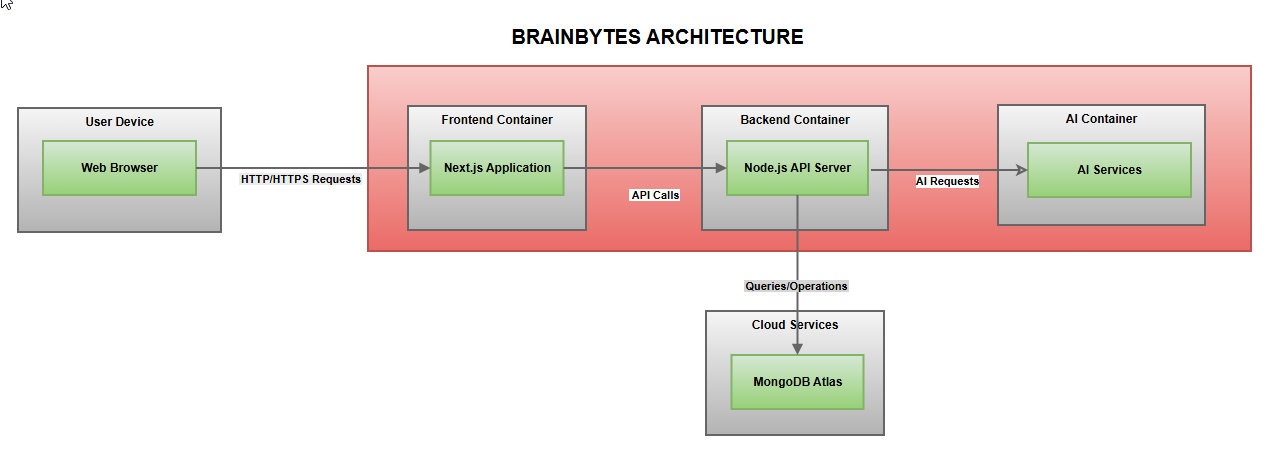 BRAINBYTES ARCHITECTURE
User Device
Web Browser
HTTP/HTTPS Requests
Frontend Container
Next.js Application
API Calls
Backend Container
Node.js API Server
AI Requests
AI Container
AI Services
Queries/Operations
Cloud Services
MongoDB Atlas